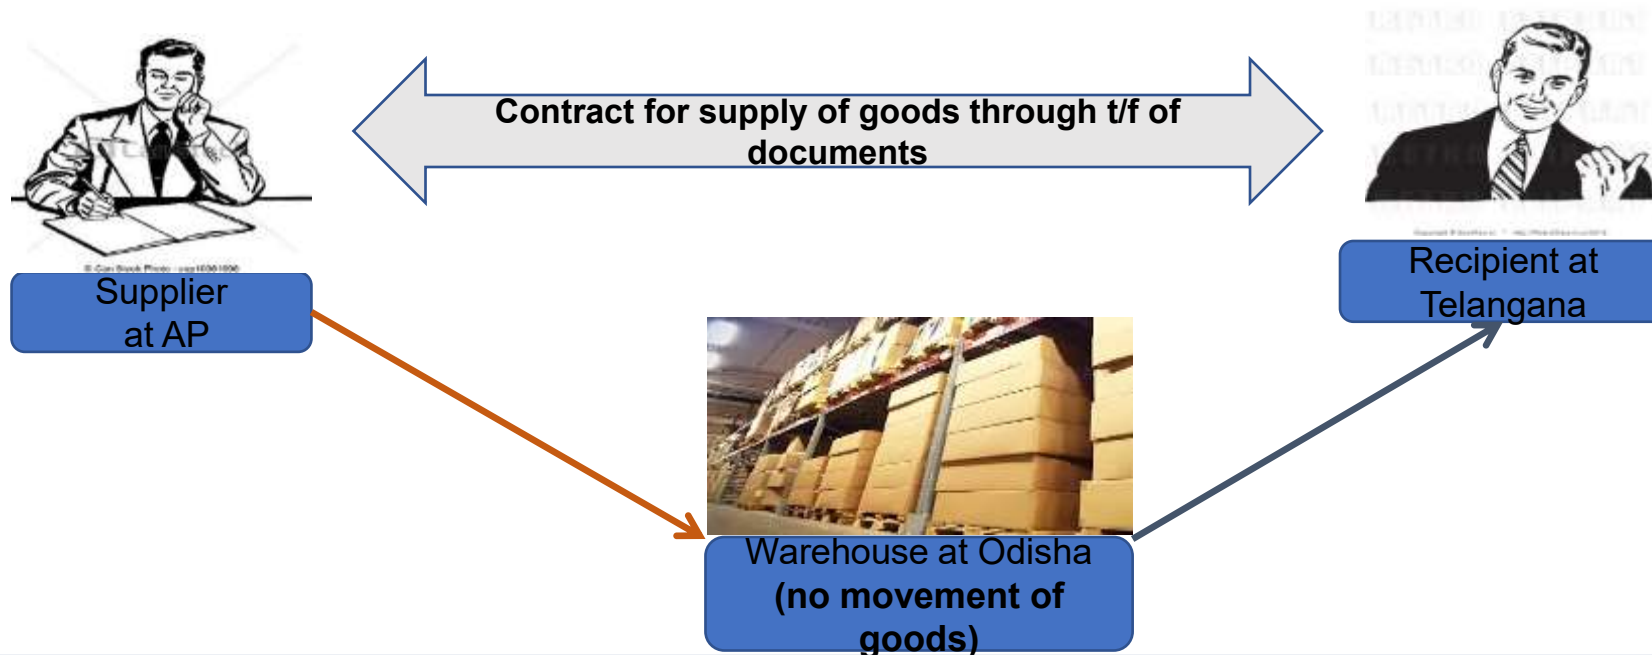 Contract for supply of goods through t/f of
documents
Supplier
at AP
Recipient at
Telangana
Warehouse at Odisha
(no movement of
goods)